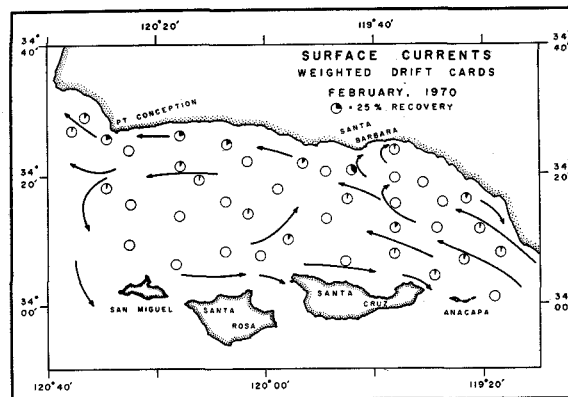 120°20' 119°40'
34°
40'
34°
40'
SURFACE CURRENTS
WEIGHTED DRIFT CARDS
FEBRUARY, 1970
= 25% RECOVERY
PT. CONCEPTION
SANTA
BARBARA
34°
20'
34°
20'
34°
00'
34°
00'
SAN MIGUEL
SANTA
ROSA
SANTA
CRUZ
ANACAPA
120°40' 120°00' 119°20'